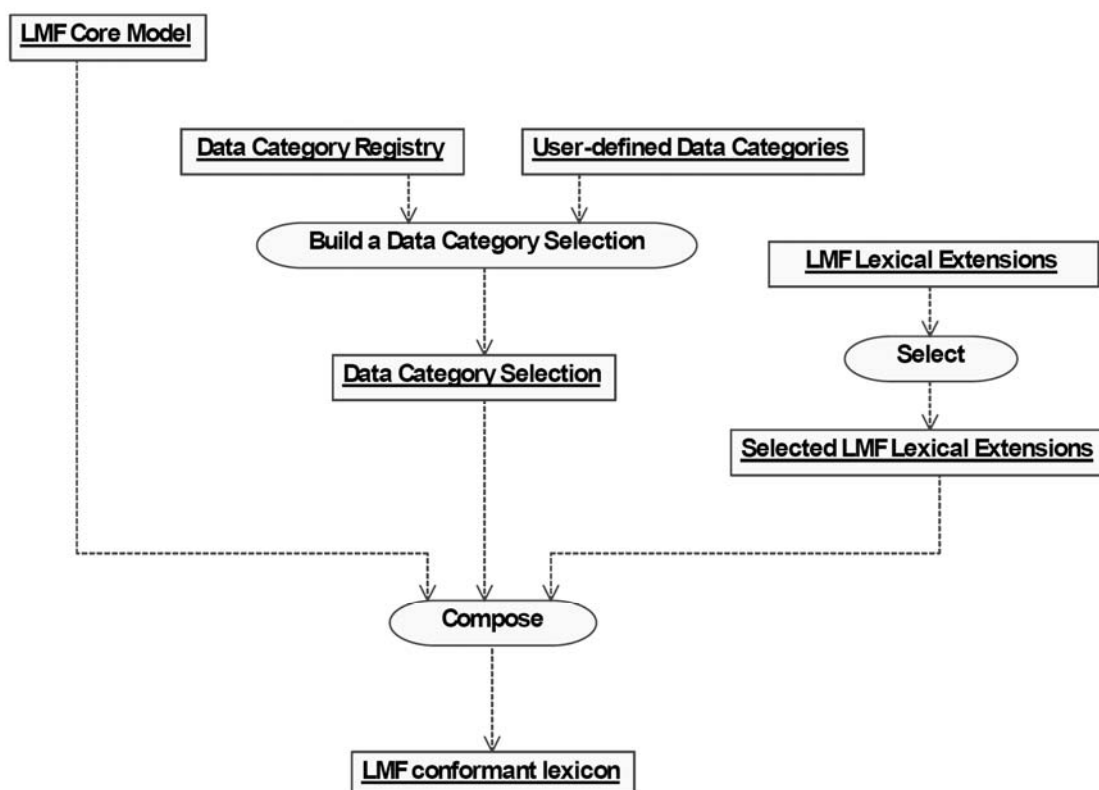 LMF Core Model
Data Category Registry
User-defined Data Categories
Build a Data Category Selection
LMF Lexical Extensions
Select
Data Category Selection
Selected LMF Lexical Extensions
Compose
LMF conformant lexicon